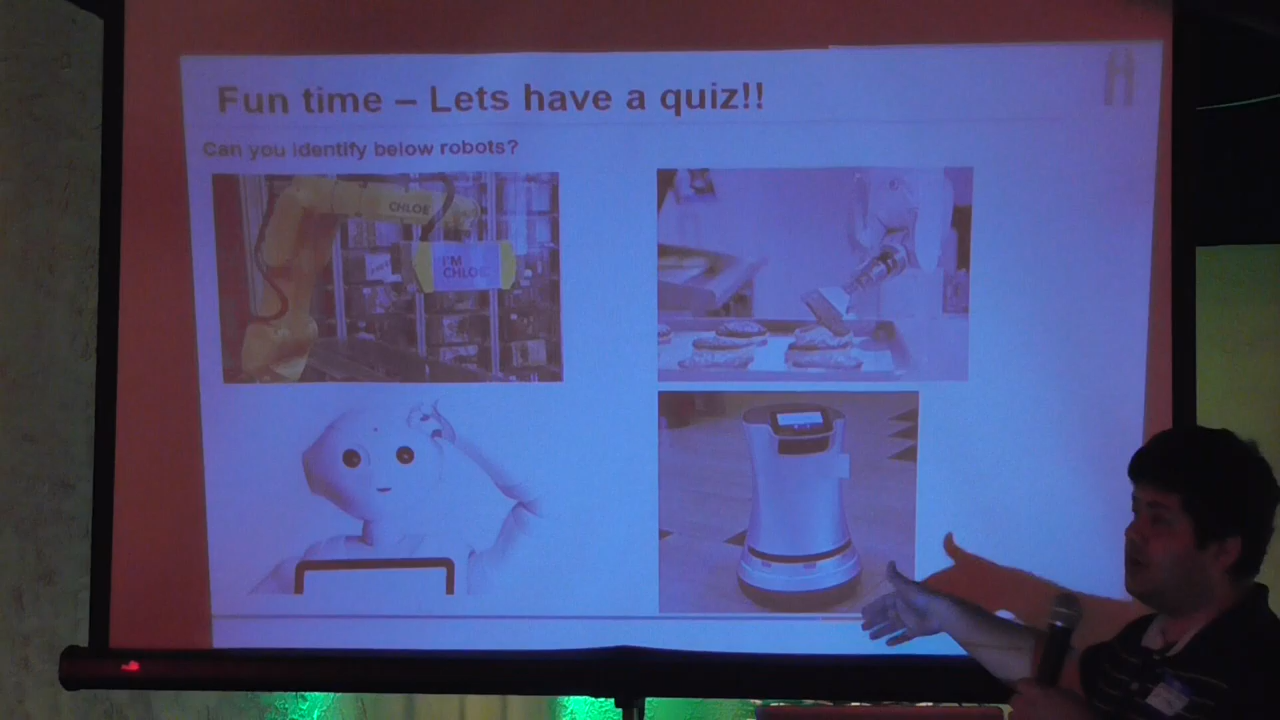 Fun time – Lets have a quiz!!
Can you identify below robots?
CHLOE
I'M
CHLOE